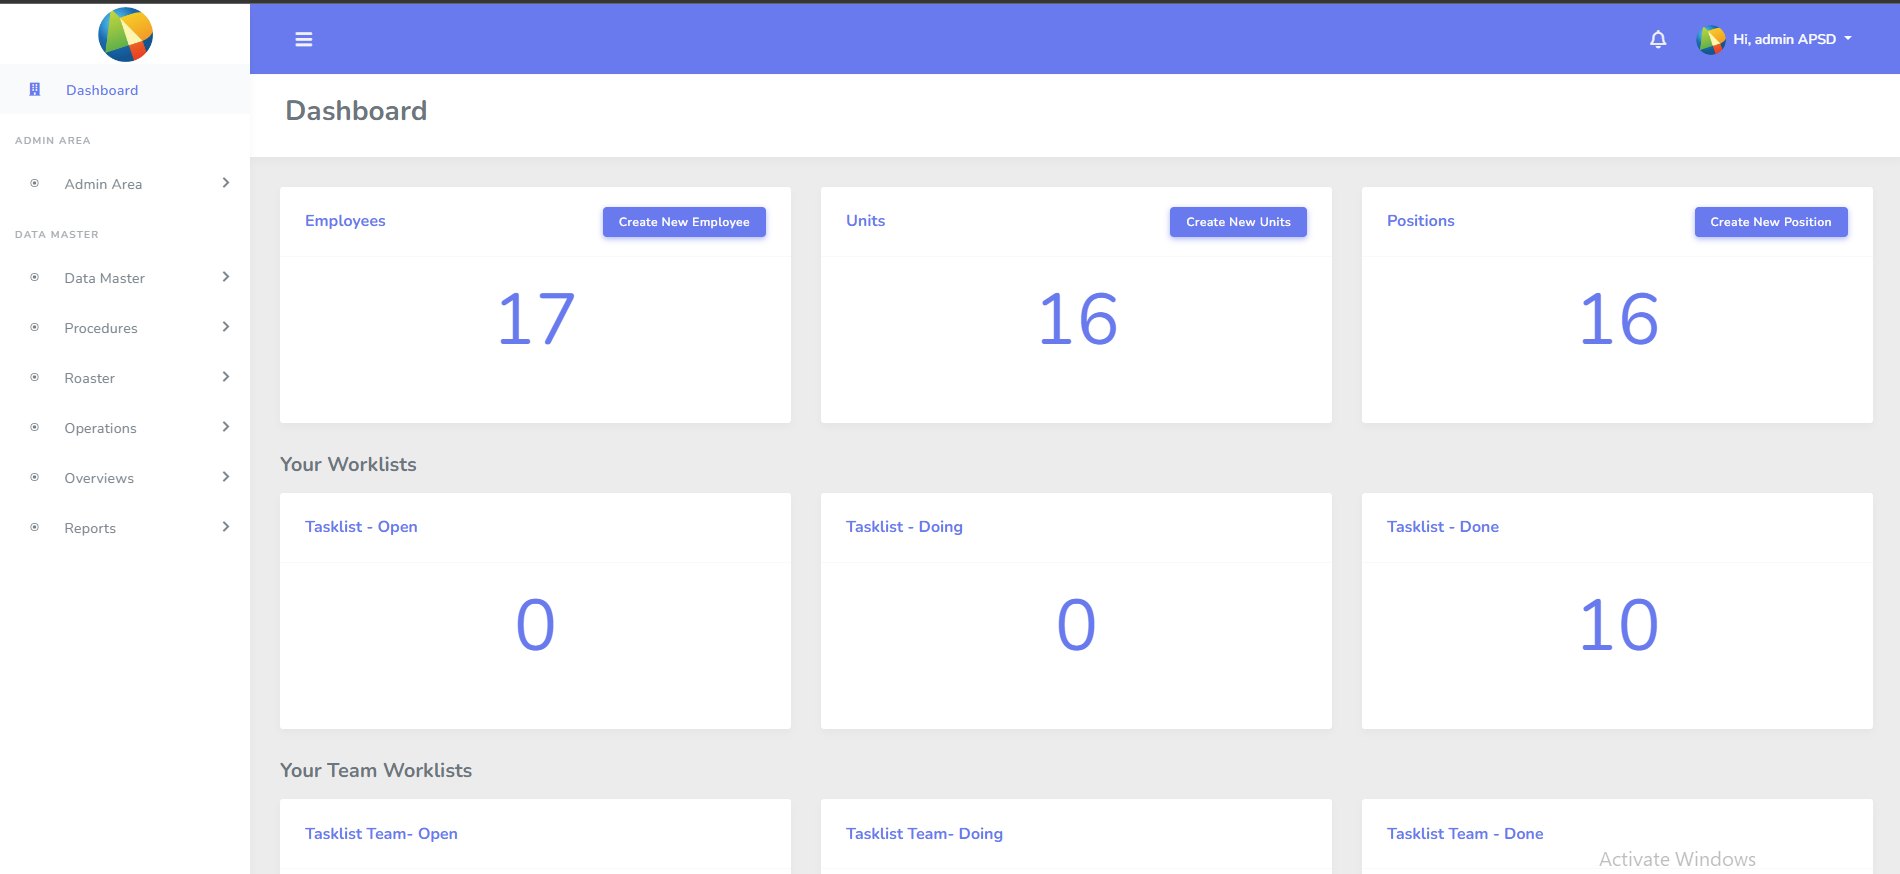 Hi, admin APSD
Dashboard
ADMIN AREA
Admin Area
DATA MASTER
Data Master
Procedures
Roaster
Operations
Overviews
Reports
Dashboard
Employees
Create New Employee
17
Units
Create New Units
16
Positions
Create New Position
16
Your Worklists
Tasklist - Open
0
Tasklist - Doing
0
Tasklist - Done
10
Your Team Worklists
Tasklist Team- Open
Tasklist Team- Doing
Tasklist Team - Done
Activate Windows